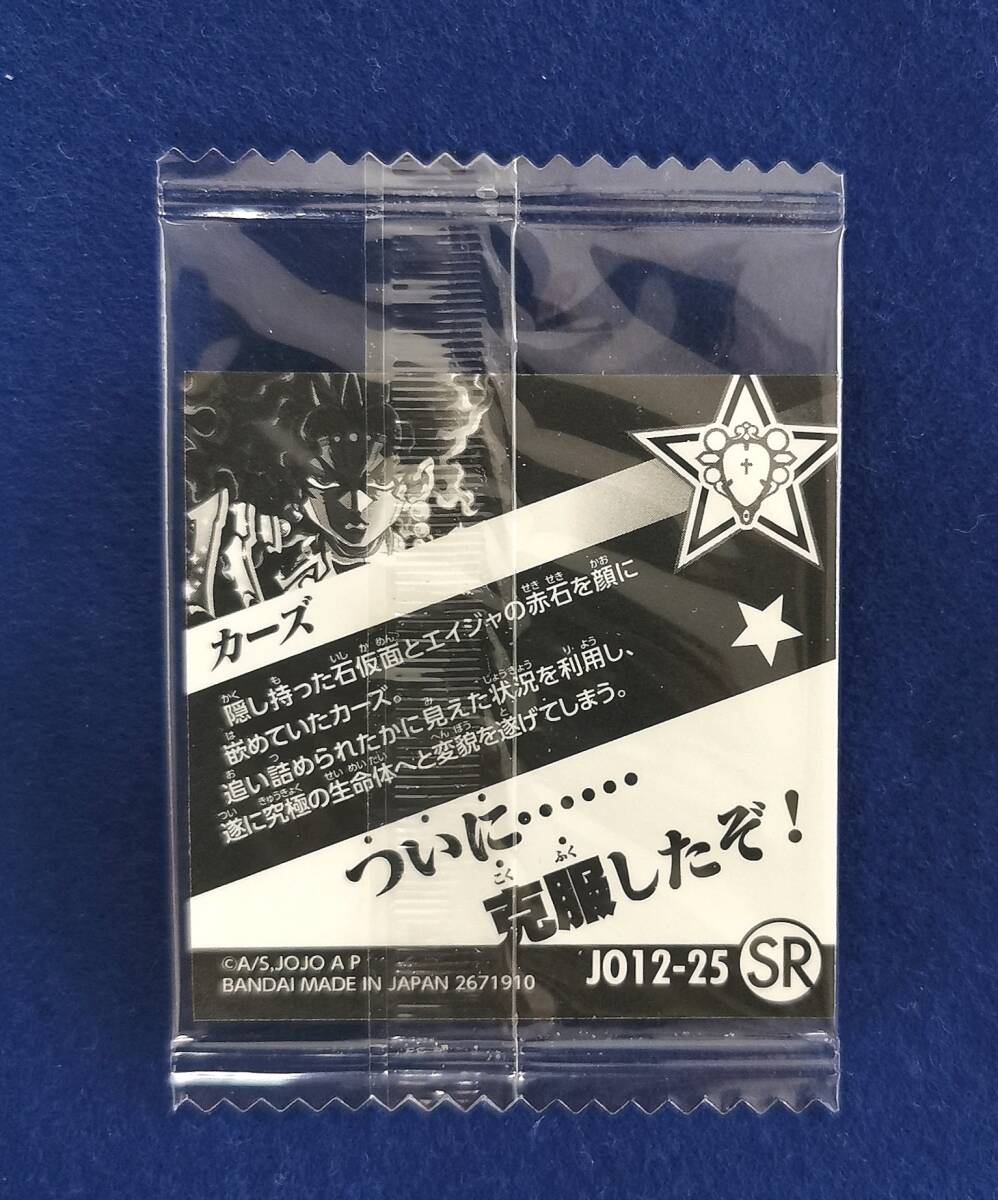 カーズ
隠し持った石仮面とエイジャの赤石を顔に
嵌めていたカーズ。
追い詰められたかに見えた状況を利用し、
遂に究極の生命体へと変貌を遂げてしまう。
ついに……
克服したぞ！
©A/S,JOJO A P
BANDAI MADE IN JAPAN 2671910
JO12-25
SR